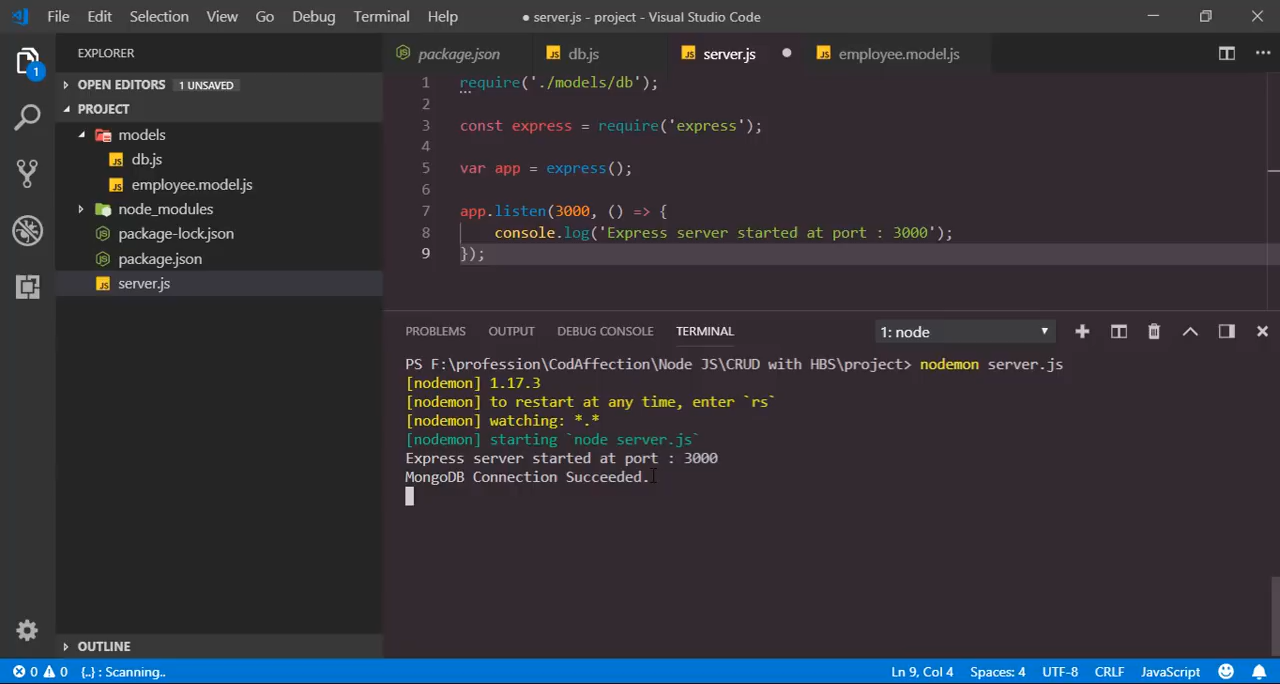 File Edit Selection View Go Debug Terminal Help ● server.js - project - Visual Studio Code
EXPLORER
1
OPEN EDITORS 1 UNSAVED
PROJECT
models
db.js
employee.model.js
node_modules
package-lock.json
package.json
server.js
OUTLINE
package.json db.js server.js employee.model.js
1 require('./models/db');
2
3 const express = require('express');
4
5 var app = express();
6
7 app.listen(3000, () => {
8 console.log('Express server started at port : 3000');
9 });
PROBLEMS OUTPUT DEBUG CONSOLE TERMINAL 1: node
PS F:\profession\CodAffection\Node JS\CRUD with HBS\project> nodemon server.js
[nodemon] 1.17.3
[nodemon] to restart at any time, enter `rs`
[nodemon] watching: *.*
[nodemon] starting `node server.js`
Express server started at port : 3000
MongoDB Connection Succeeded.
0 0 {..} : Scanning.. Ln 9, Col 4 Spaces: 4 UTF-8 CRLF JavaScript